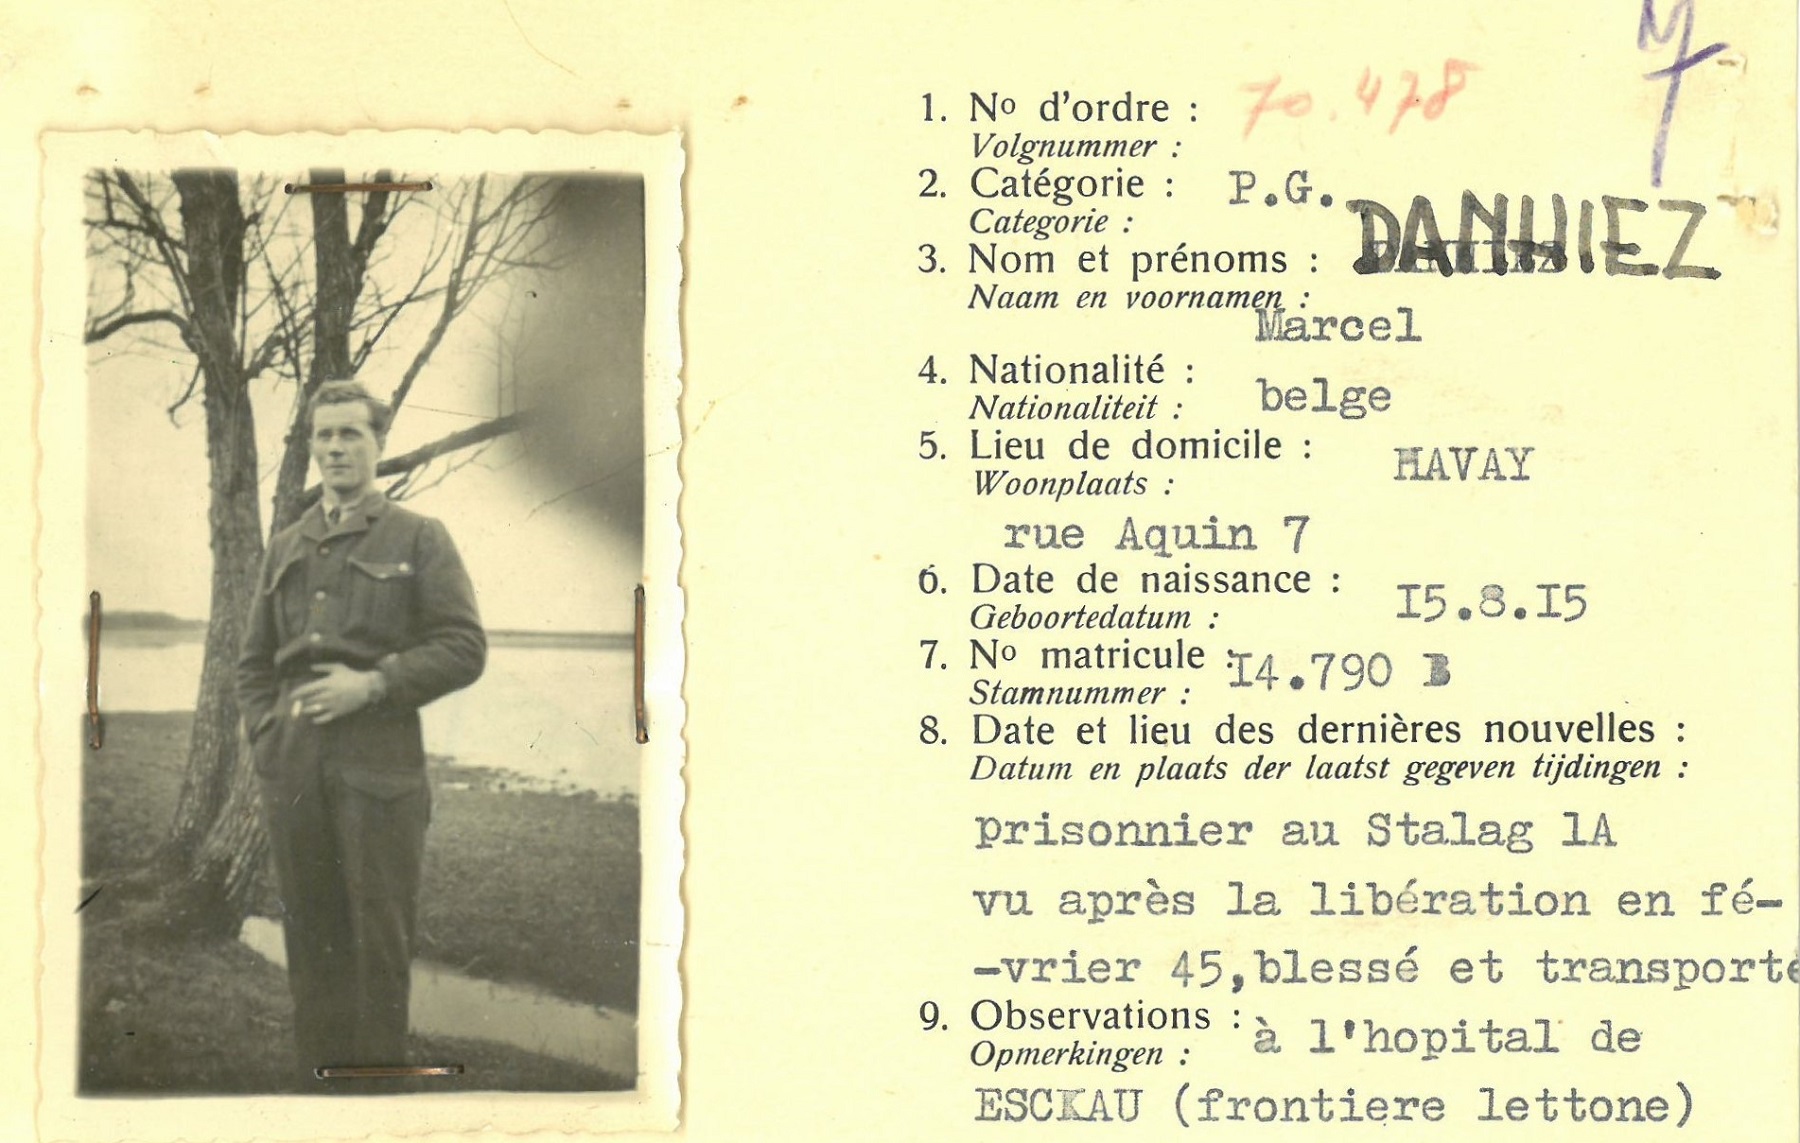 1. Nº d'ordre : 70.478
Volgnummer :
2. Catégorie : P.G.
Categorie :
DANHIEZ
3. Nom et prénoms :
Naam en voornamen :
Marcel
4. Nationalité :
Nationaliteit : belge
5. Lieu de domicile : HAVAY
Woonplaats :
rue Aquin 7
6. Date de naissance : I5.8.I5
Geboortedatum :
7. Nº matricule : I4.790 B
Stamnummer :
8. Date et lieu des dernières nouvelles :
Datum en plaats der laatst gegeven tijdingen :
prisonnier au Stalag lA
vu après la libération en fé-
-vrier 45,blessé et transporté
9. Observations : à l'hopital de
Opmerkingen :
ESCKAU (frontiere lettone)